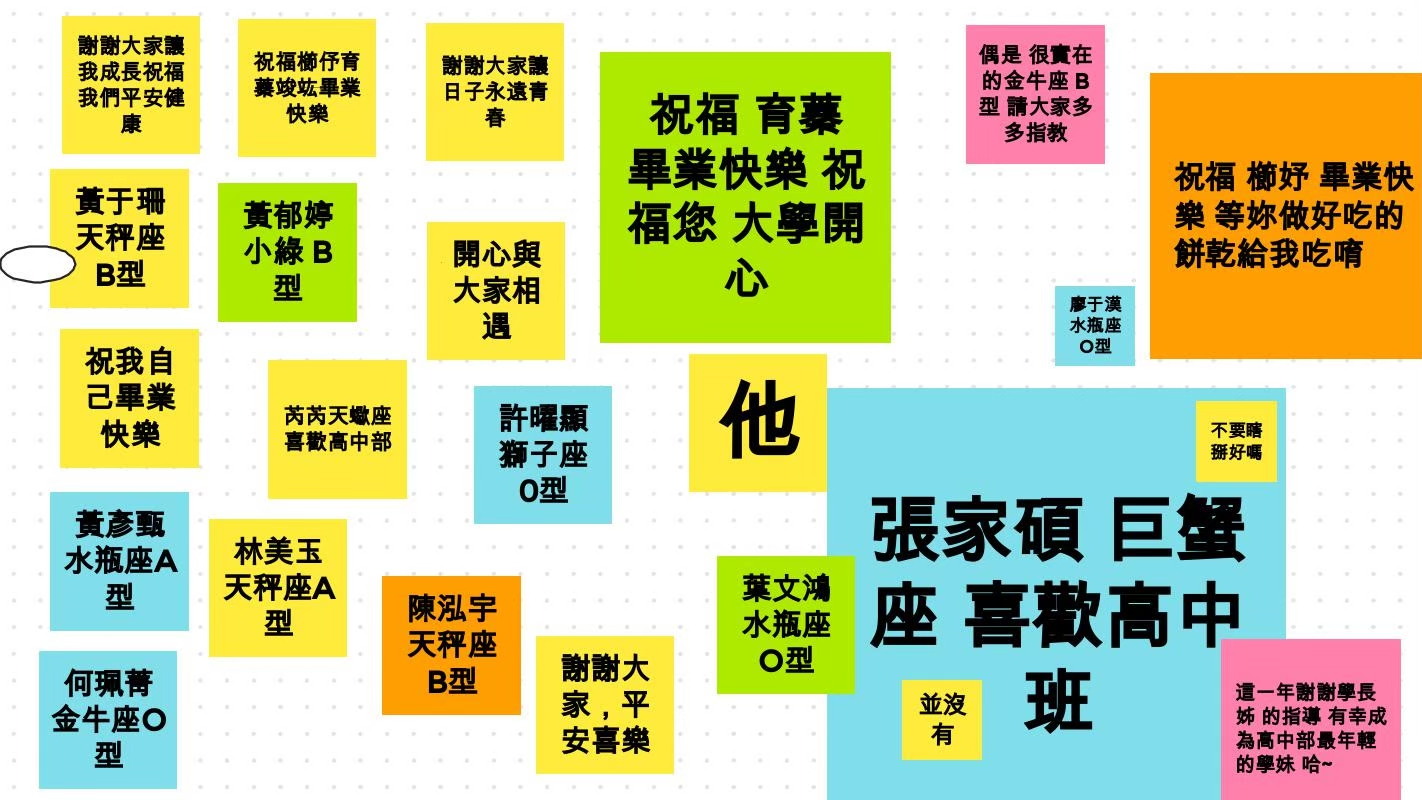 謝謝大家讓
我成長祝福
我們平安健
康
祝福櫛伃育
蓁竣竑畢業
快樂
謝謝大家讓
日子永遠青
春
祝福 育蓁
畢業快樂 祝
福您 大學開
心
偶是 很實在
的金牛座 B
型 請大家多
多指教
祝福 櫛妤 畢業快
樂 等妳做好吃的
餅乾給我吃唷
黃于珊
天秤座
B型
黃郁婷
小綠 B
型
開心與
大家相
遇
廖于漢
水瓶座
O型
祝我自
己畢業
快樂
芮芮天蠍座
喜歡高中部
許曜顯
獅子座
0型
他
不要瞎
掰好嗎
張家碩 巨蟹
座 喜歡高中
班
黃彥甄
水瓶座A
型
林美玉
天秤座A
型
陳泓宇
天秤座
B型
葉文鴻
水瓶座
O型
何珮菁
金牛座O
型
謝謝大
家，平
安喜樂
並沒
有
這一年謝謝學長
姊 的指導 有幸成
為高中部最年輕
的學妹 哈~